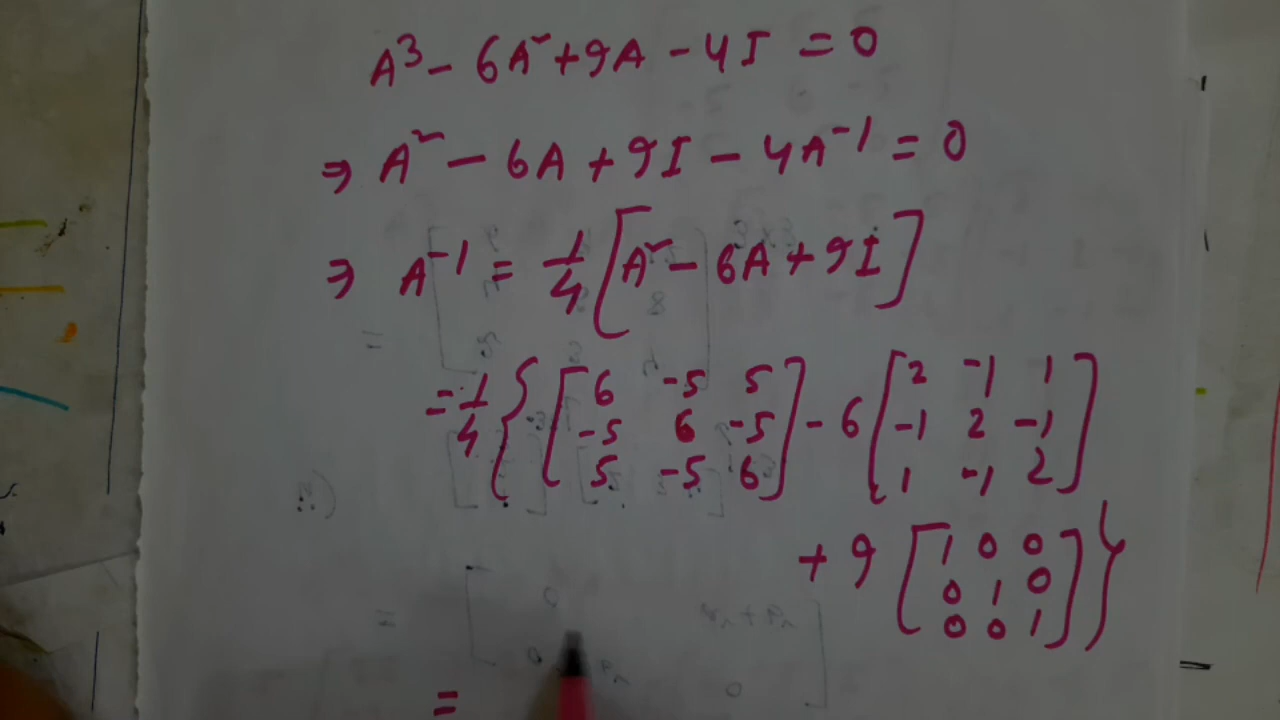 A³ - 6A² + 9A - 4I = 0
⇒ A² - 6A + 9I - 4A⁻¹ = 0
⇒ A⁻¹ = 1/4 [A² - 6A + 9I]
= 1/4 { [6 -5 5; -5 6 -5; 5 -5 6] - 6 [2 -1 1; -1 2 -1; 1 -1 2]
+ 9 [1 0 0; 0 1 0; 0 0 1] }
=